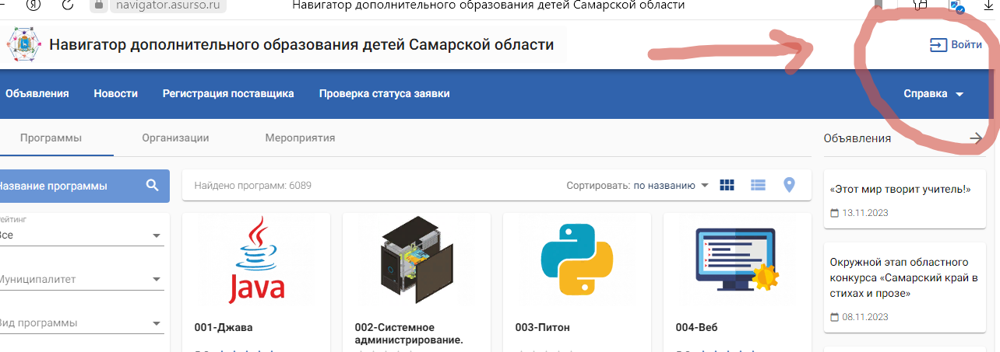 navigator.asurso.ru Навигатор дополнительного образования детей Самарской области
Навигатор дополнительного образования детей Самарской области
Войти
Объявления Новости Регистрация поставщика Проверка статуса заявки Справка
Программы Организации Мероприятия
Объявления
Название программы
Найдено программ: 6089 Сортировать: по названию
Рейтинг
Все
Муниципалитет
Вид программы
Java
001-Джава
002-Системное
администрирование.
003-Питон
004-Веб
«Этот мир творит учитель!»
13.11.2023
Окружной этап областного
конкурса «Самарский край в
стихах и прозе»
08.11.2023